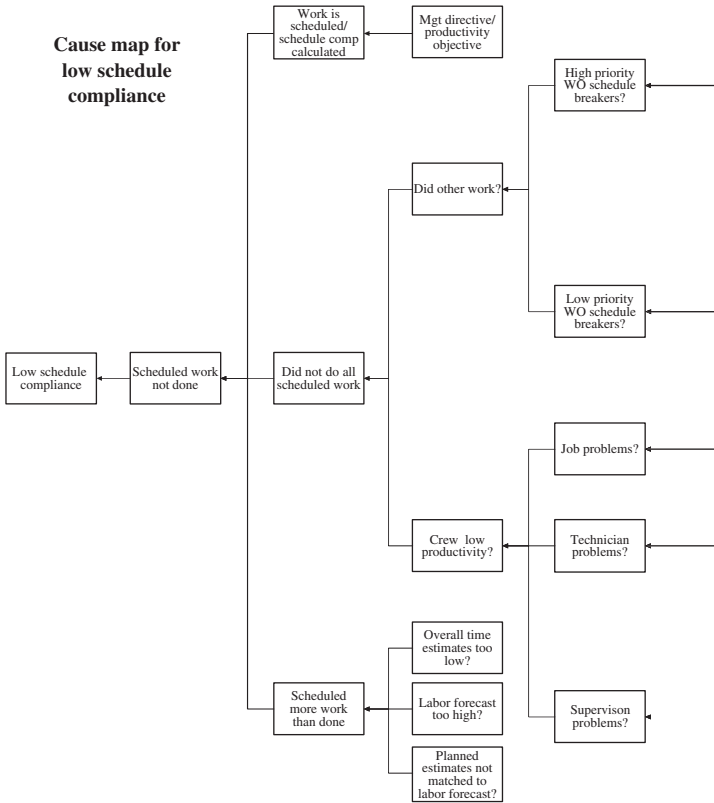 Cause map for
low schedule
compliance
Work is
scheduled/
schedule comp
calculated
Mgt directive/
productivity
objective
High priority
WO schedule
breakers?
Did other work?
Low priority
WO schedule
breakers?
Low schedule
compliance
Scheduled work
not done
Did not do all
scheduled work
Job problems?
Crew low
productivity?
Technician
problems?
Overall time
estimates too
low?
Scheduled
more work
than done
Labor forecast
too high?
Supervison
problems?
Planned
estimates not
matched to
labor forecast?